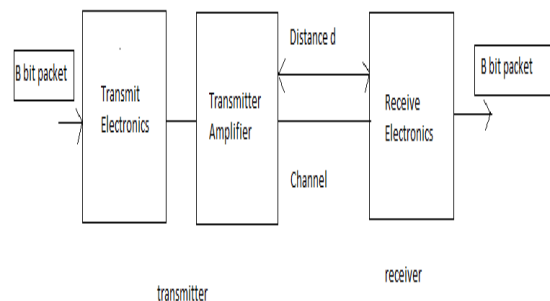 B bit packet
Transmit
Electronics
Transmitter
Amplifier
Distance d
Channel
Receive
Electronics
B bit packet
transmitter
receiver